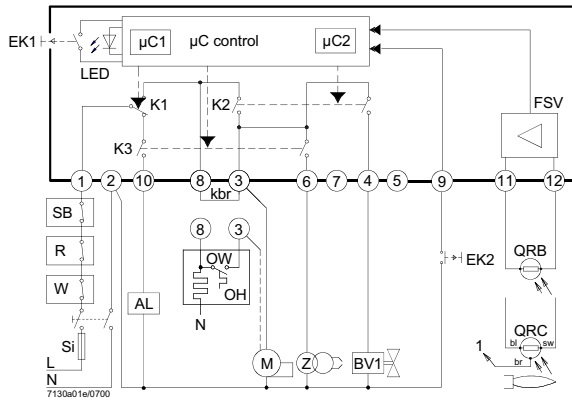 EK1
LED
µC1
µC control
µC2
K1
K2
FSV
K3
1
2
10
8
3
6
7
4
5
9
11
12
kbr
SB
R
W
Si
L
N
8
3
OW
OH
N
AL
M
Z
BV1
EK2
QRB
QRC
bl
sw
br
1
7130a01e/0700